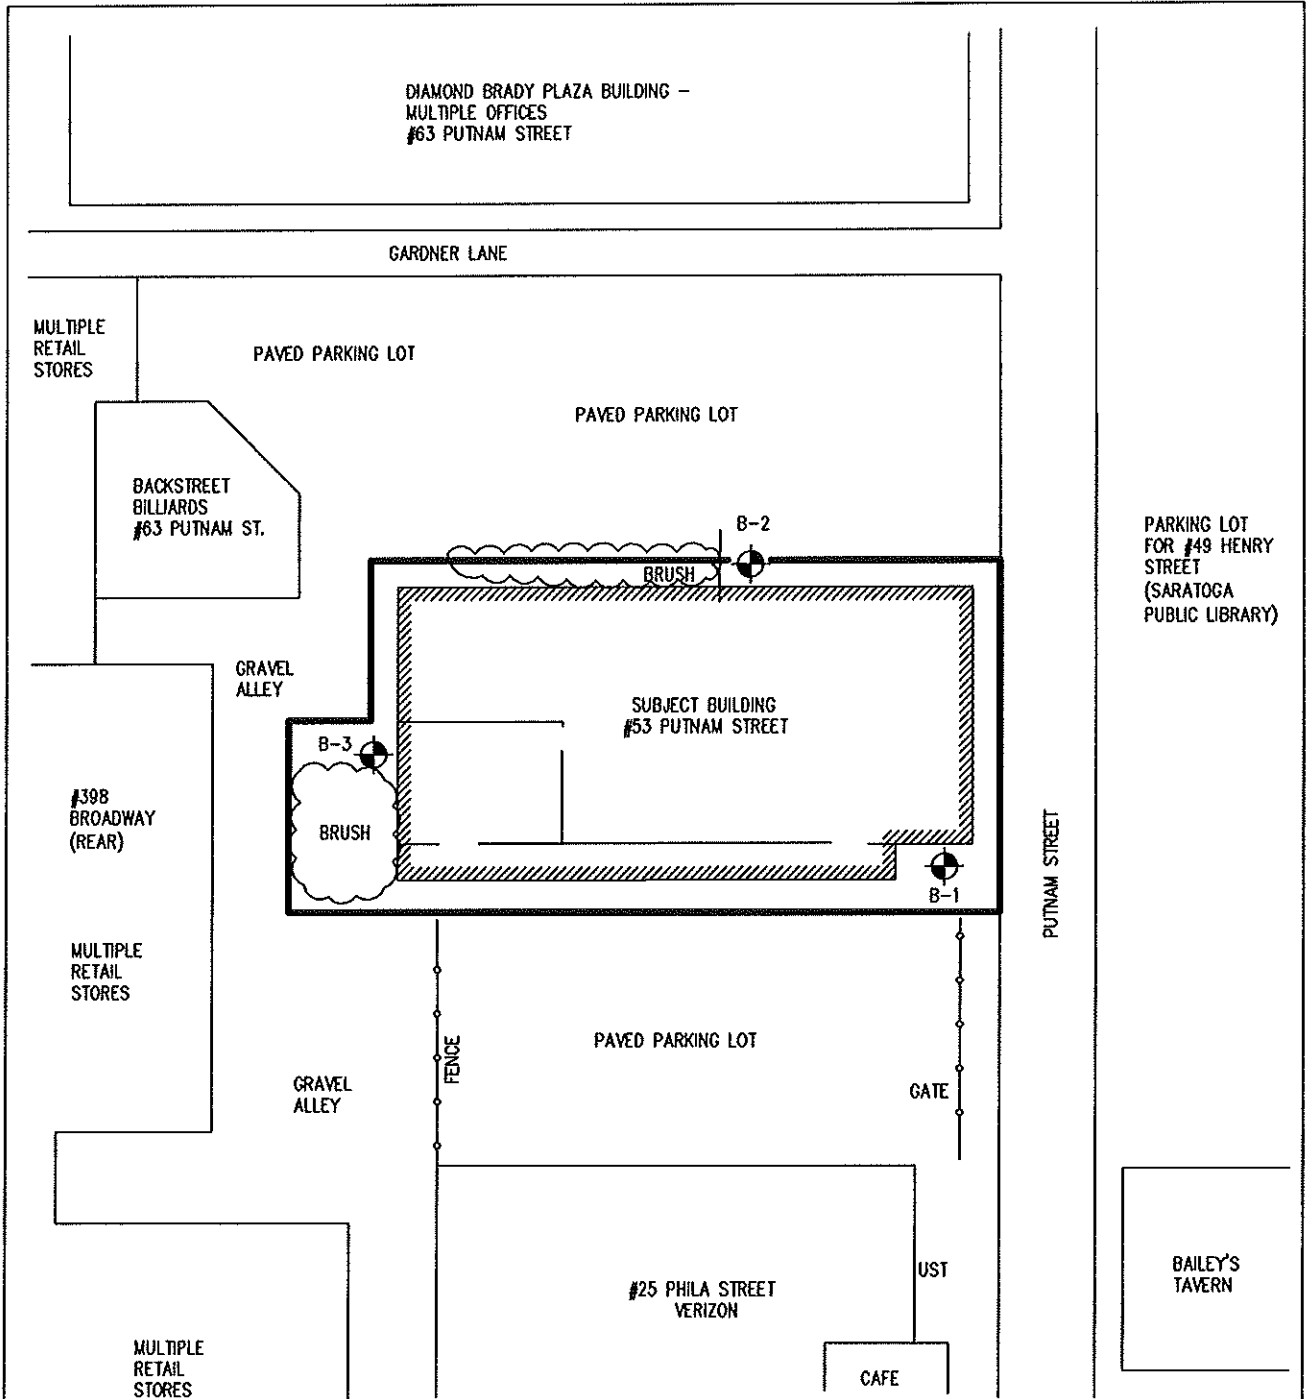 DIAMOND BRADY PLAZA BUILDING –
MULTIPLE OFFICES
#63 PUTNAM STREET
GARDNER LANE
MULTIPLE
RETAIL
STORES
PAVED PARKING LOT
PAVED PARKING LOT
BACKSTREET
BILLIARDS
#63 PUTNAM ST.
B-2
PARKING LOT
FOR #49 HENRY
STREET
(SARATOGA
PUBLIC LIBRARY)
BRUSH
GRAVEL
ALLEY
SUBJECT BUILDING
#53 PUTNAM STREET
B-3
#398
BROADWAY
(REAR)
BRUSH
PUTNAM STREET
B-1
MULTIPLE
RETAIL
STORES
FENCE
PAVED PARKING LOT
GRAVEL
ALLEY
GATE
UST
#25 PHILA STREET
VERIZON
BAILEY'S
TAVERN
MULTIPLE
RETAIL
STORES
CAFE